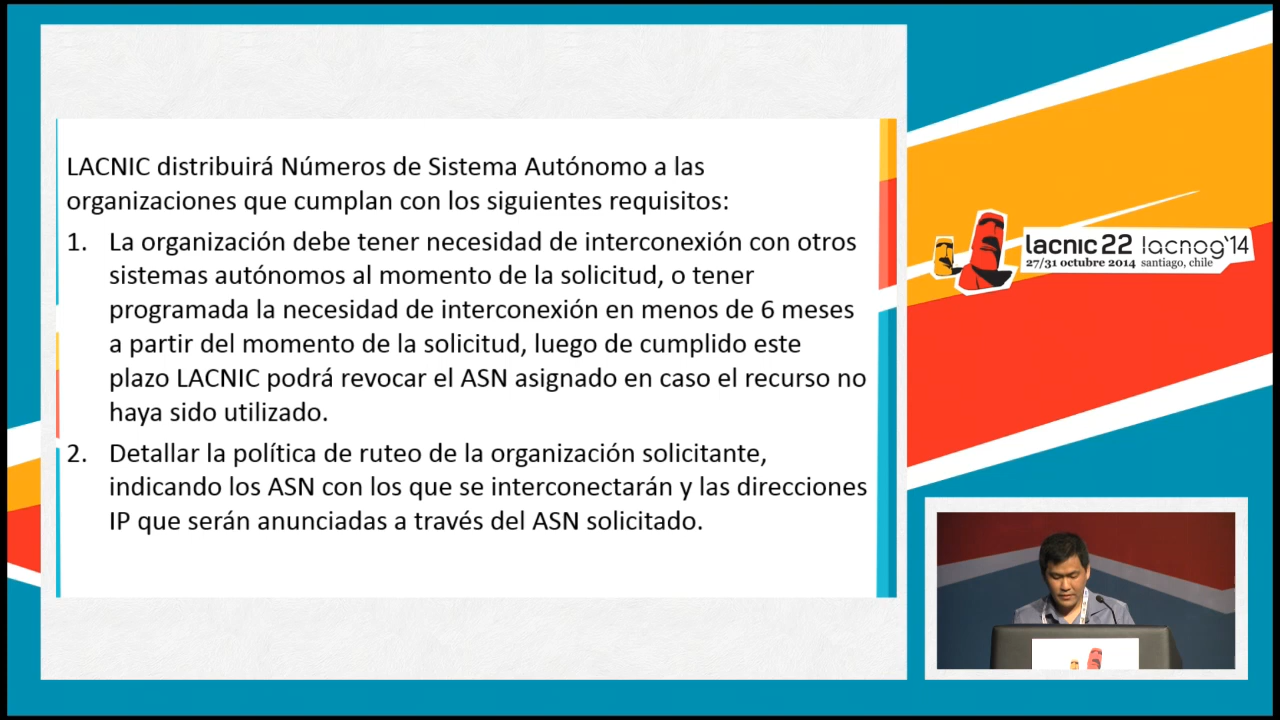 LACNIC distribuirá Números de Sistema Autónomo a las
organizaciones que cumplan con los siguientes requisitos:
1. La organización debe tener necesidad de interconexión con otros
sistemas autónomos al momento de la solicitud, o tener
programada la necesidad de interconexión en menos de 6 meses
a partir del momento de la solicitud, luego de cumplido este
plazo LACNIC podrá revocar el ASN asignado en caso el recurso no
haya sido utilizado.
2. Detallar la política de ruteo de la organización solicitante,
indicando los ASN con los que se interconectarán y las direcciones
IP que serán anunciadas a través del ASN solicitado.
lacnic 22 lacnog'14
27/31 octubre 2014 santiago, chile